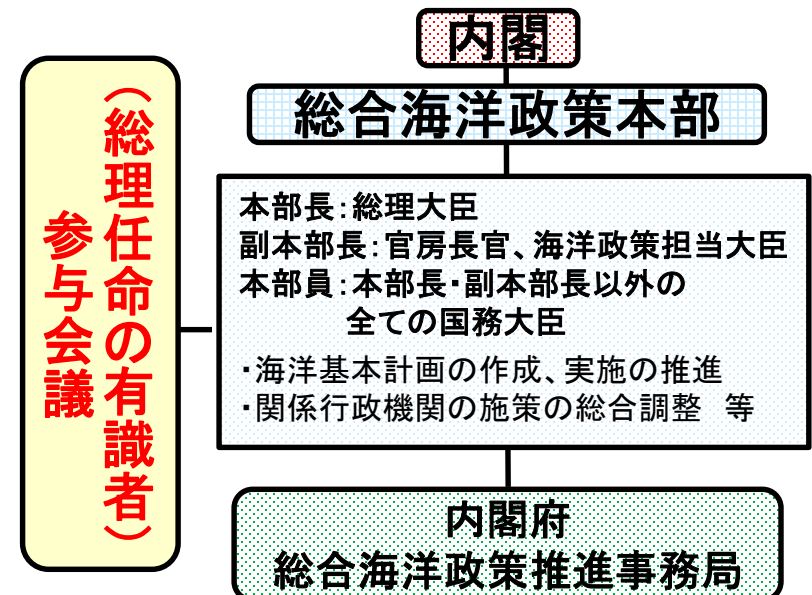 内閣
総合海洋政策本部
本部長：総理大臣
副本部長：官房長官、海洋政策担当大臣
本部員：本部長・副本部長以外の
全ての国務大臣
・海洋基本計画の作成、実施の推進
・関係行政機関の施策の総合調整　等
（総理任命の有識者）
参与会議
内閣府
総合海洋政策推進事務局